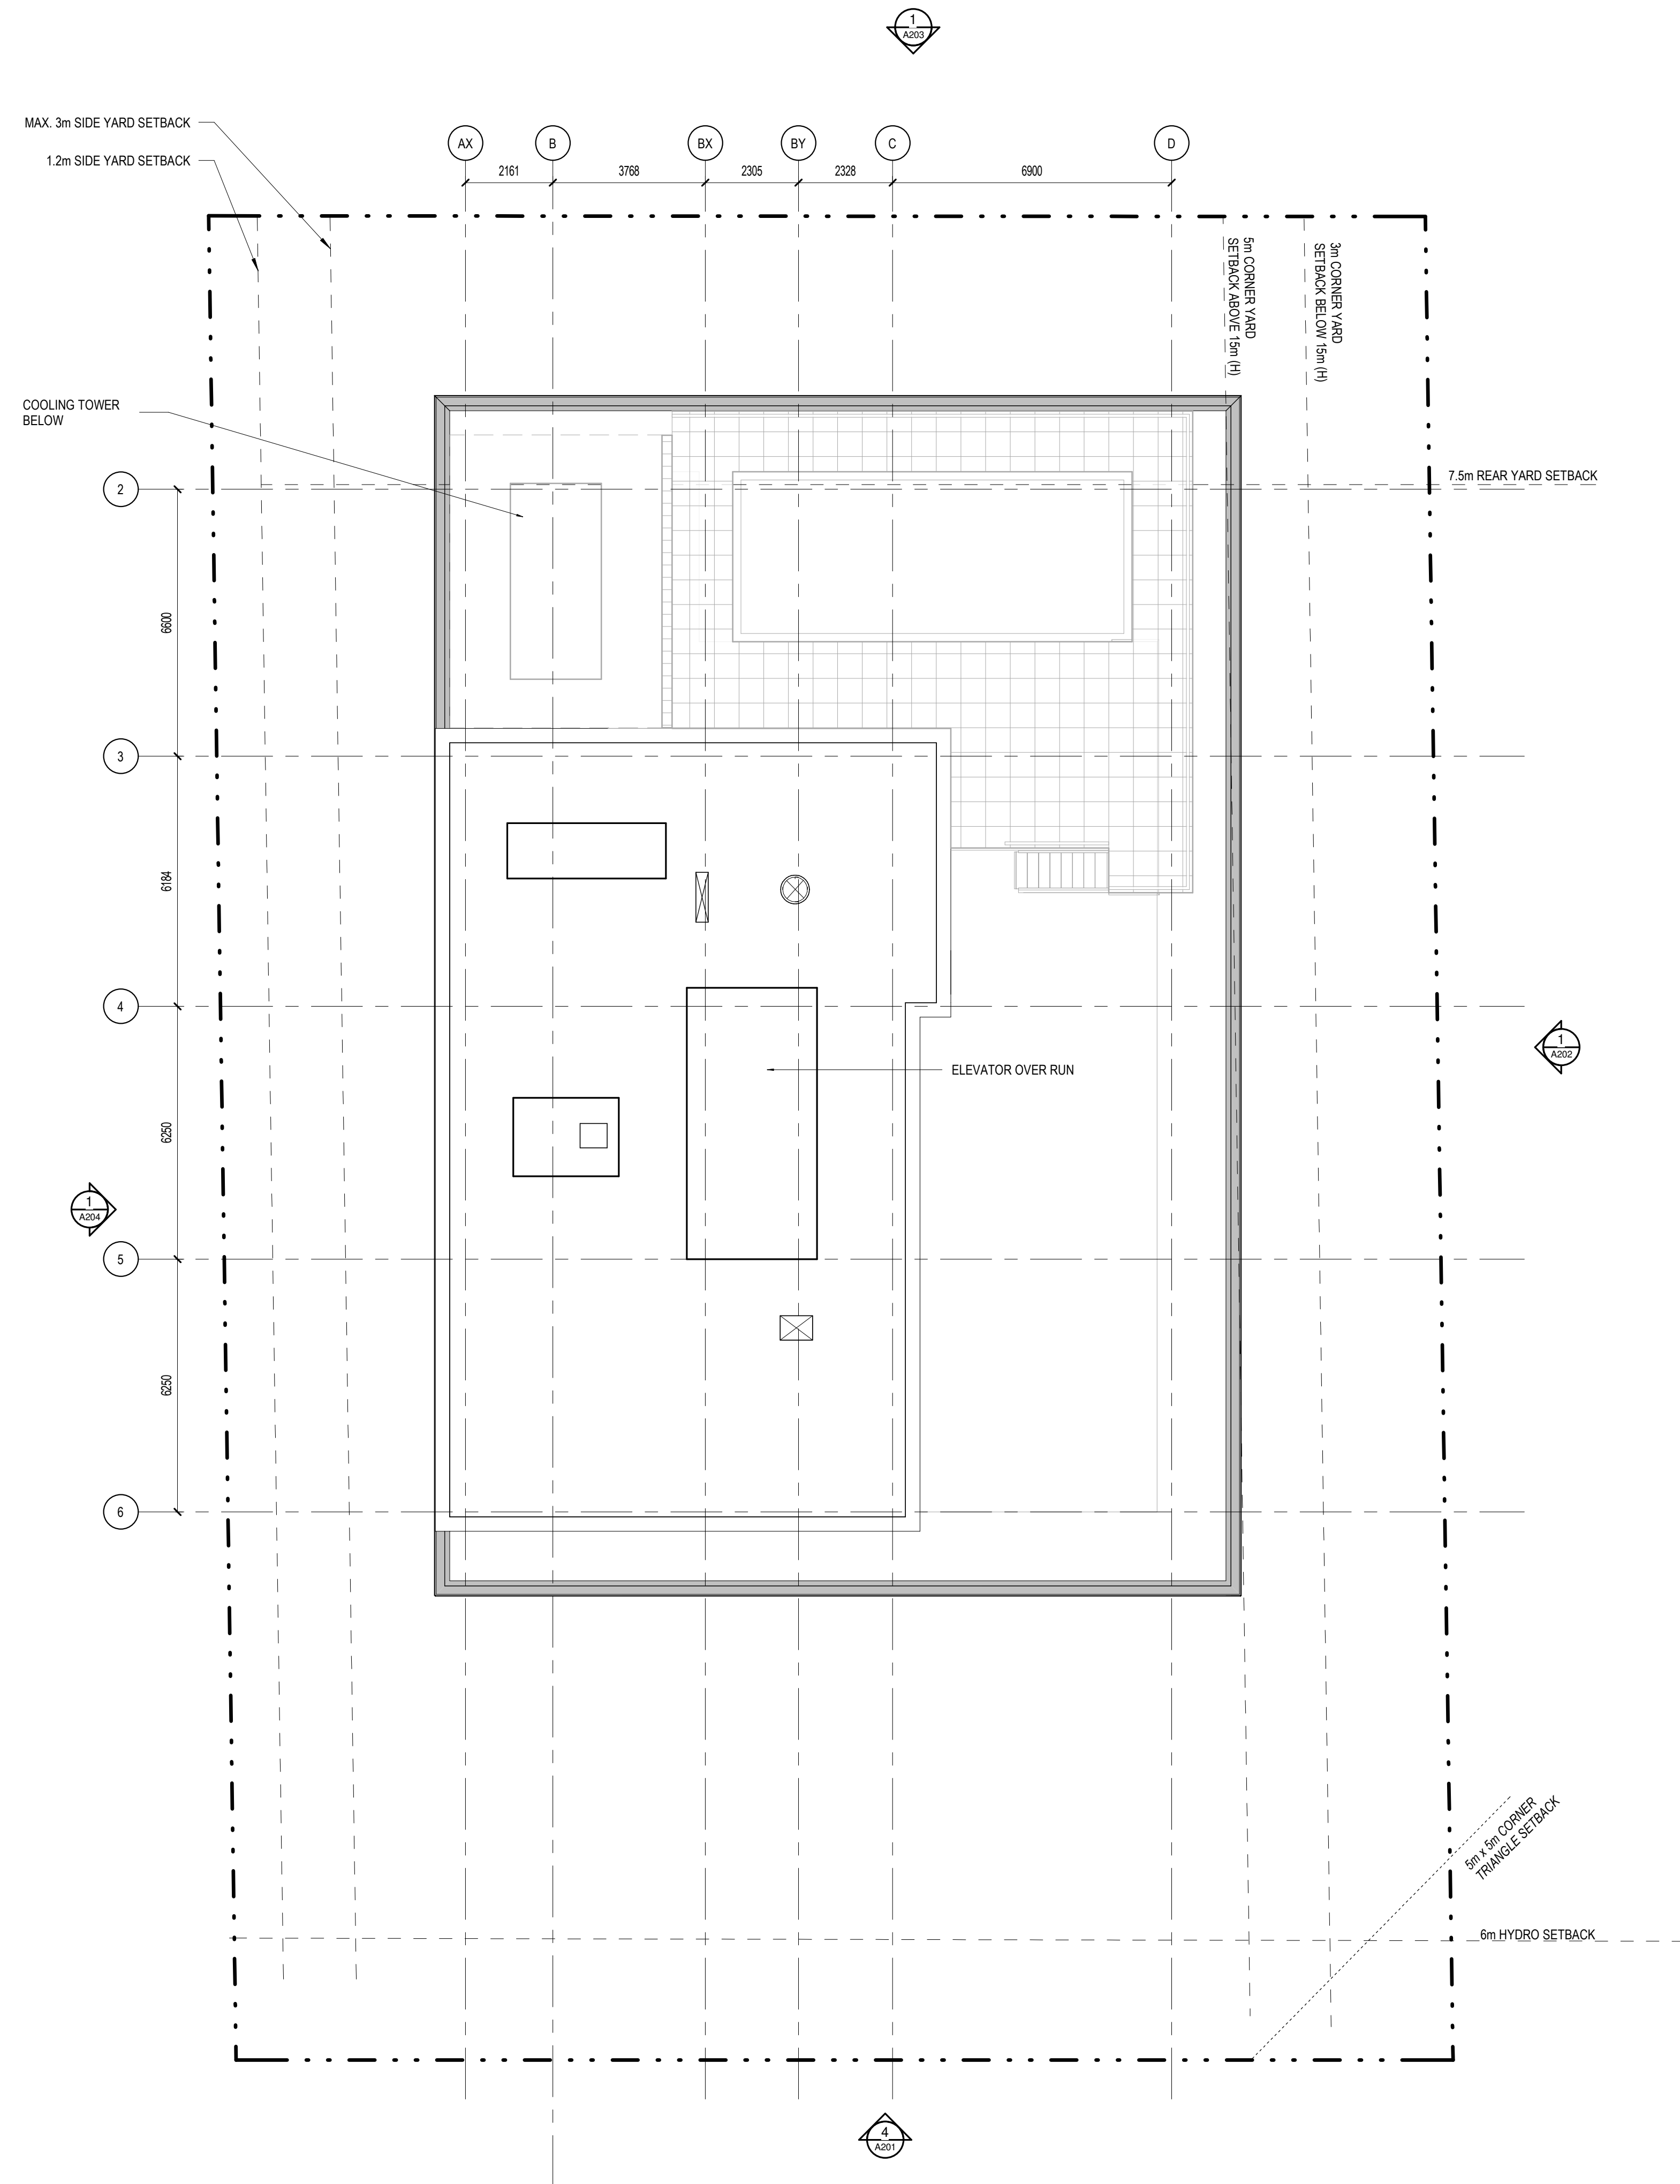 1
A203
MAX. 3m SIDE YARD SETBACK
1.2m SIDE YARD SETBACK
AX
B
BX
BY
C
D
2161
3768
2305
2328
6900
5m CORNER YARD
SETBACK ABOVE 15m (H)
3m CORNER YARD
SETBACK BELOW 15m (H)
COOLING TOWER
BELOW
7.5m REAR YARD SETBACK
2
6600
3
6184
4
1
A202
ELEVATOR OVER RUN
6250
1
A204
5
6250
6
5m x 5m CORNER
TRIANGLE SETBACK
6m HYDRO SETBACK
4
A201